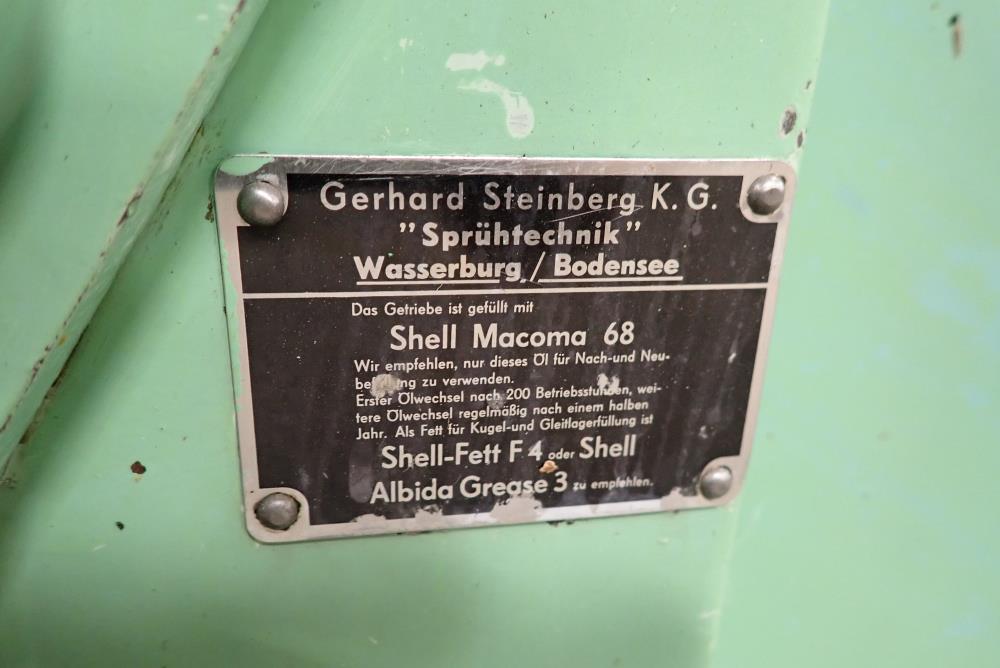 Gerhard Steinberg K.G.
"Sprühtechnik"
Wasserburg/Bodensee
Das Getriebe ist gefüllt mit
Shell Macoma 68
Wir empfehlen, nur dieses Öl für Nach-und Neu-
zu verwenden.
Erster Ölwechsel nach 200 Betriebsstunden, wei-
tere Ölwechsel regelmäßig nach einem halben
Jahr. Als Fett für Kugel-und Gleitlagerfüllung ist
Shell-Fett F 4 oder Shell
Albida Grease 3 zu empfehlen.